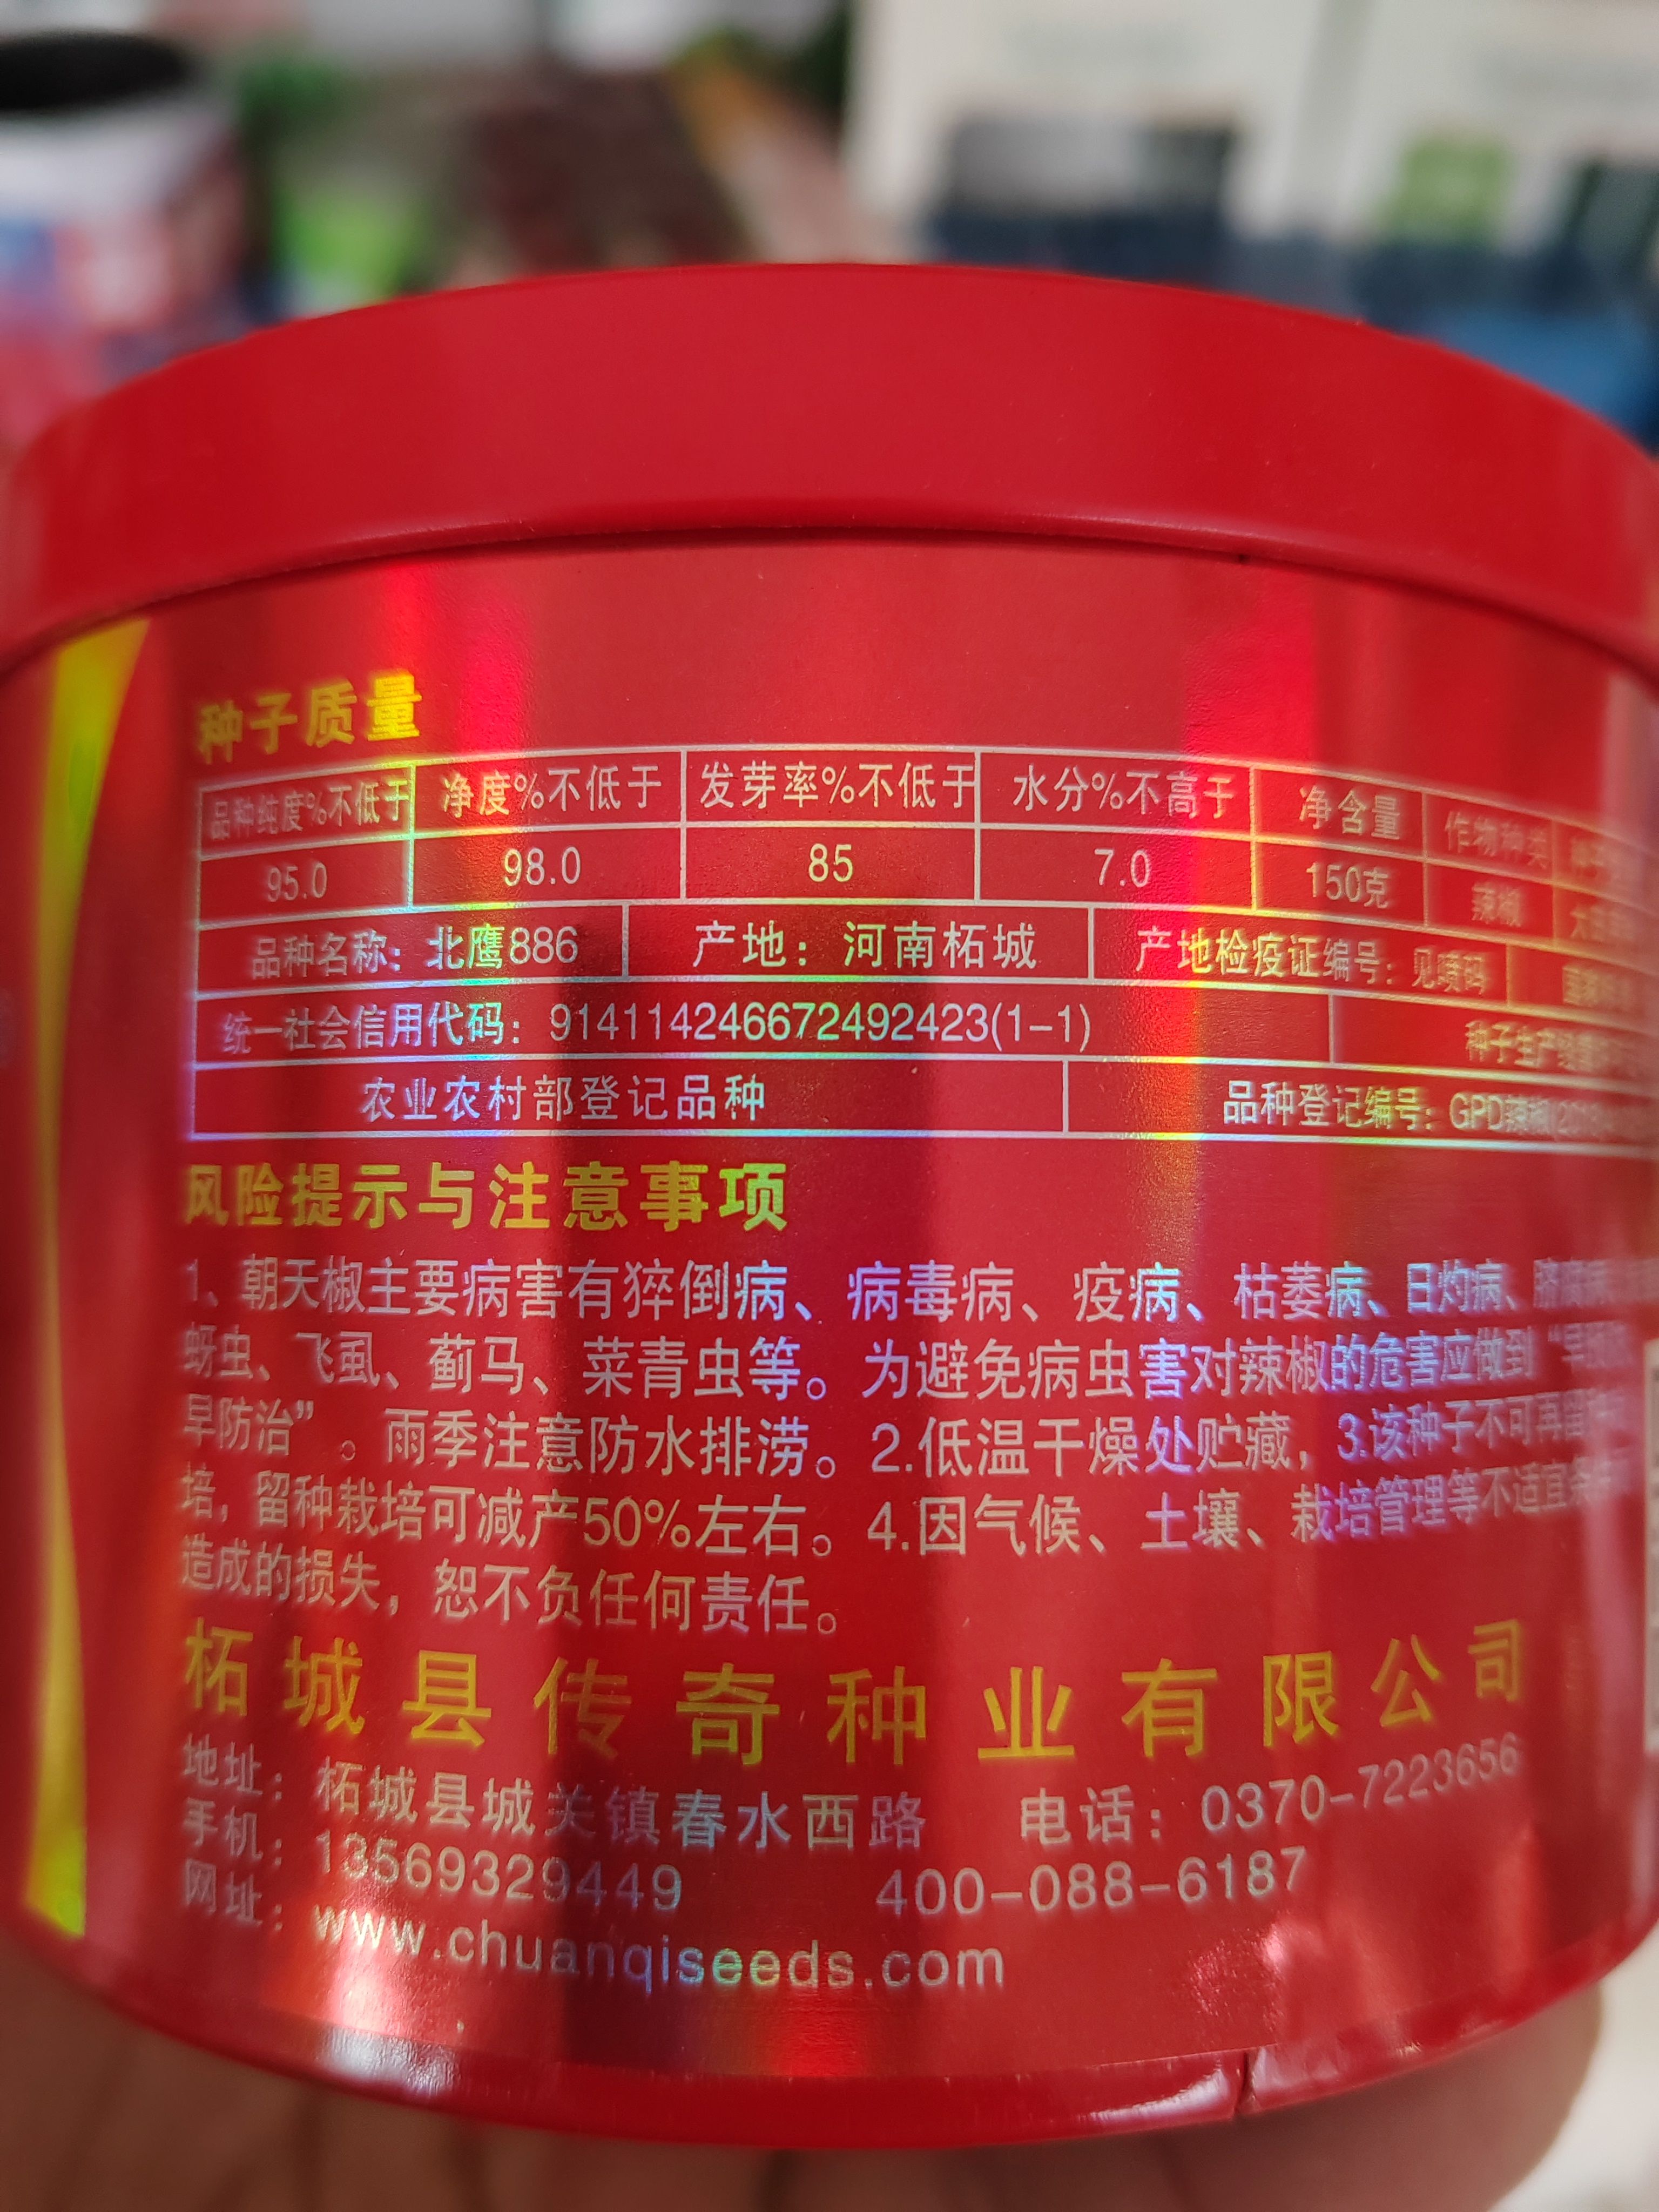 种子质量
品种纯度%不低于 净度%不低于 发芽率%不低于 水分%不高于 净含量 作物种类
95.0 98.0 85 7.0 150克 辣椒
品种名称：北鹰886 产地：河南柘城 产地检疫证编号：见喷码
统一社会信用代码：914114246672492423(1-1) 种子生产经营
农业农村部登记品种 品种登记编号：GPD辣椒(2018)
风险提示与注意事项
1、朝天椒主要病害有猝倒病、病毒病、疫病、枯萎病、日灼病、
蚜虫、飞虱、蓟马、菜青虫等。为避免病虫害对辣椒的危害应做到“早
早防治”。雨季注意防水排涝。2.低温干燥处贮藏，3.该种子不可再留
培，留种栽培可减产50%左右。4.因气候、土壤、栽培管理等不适宜条件
造成的损失，恕不负任何责任。
柘城县传奇种业有限公司
地址：柘城县城关镇春水西路 电话：0370-7223656
手机：13569329449 400-088-6187
网址：www.chuanqiseeds.com